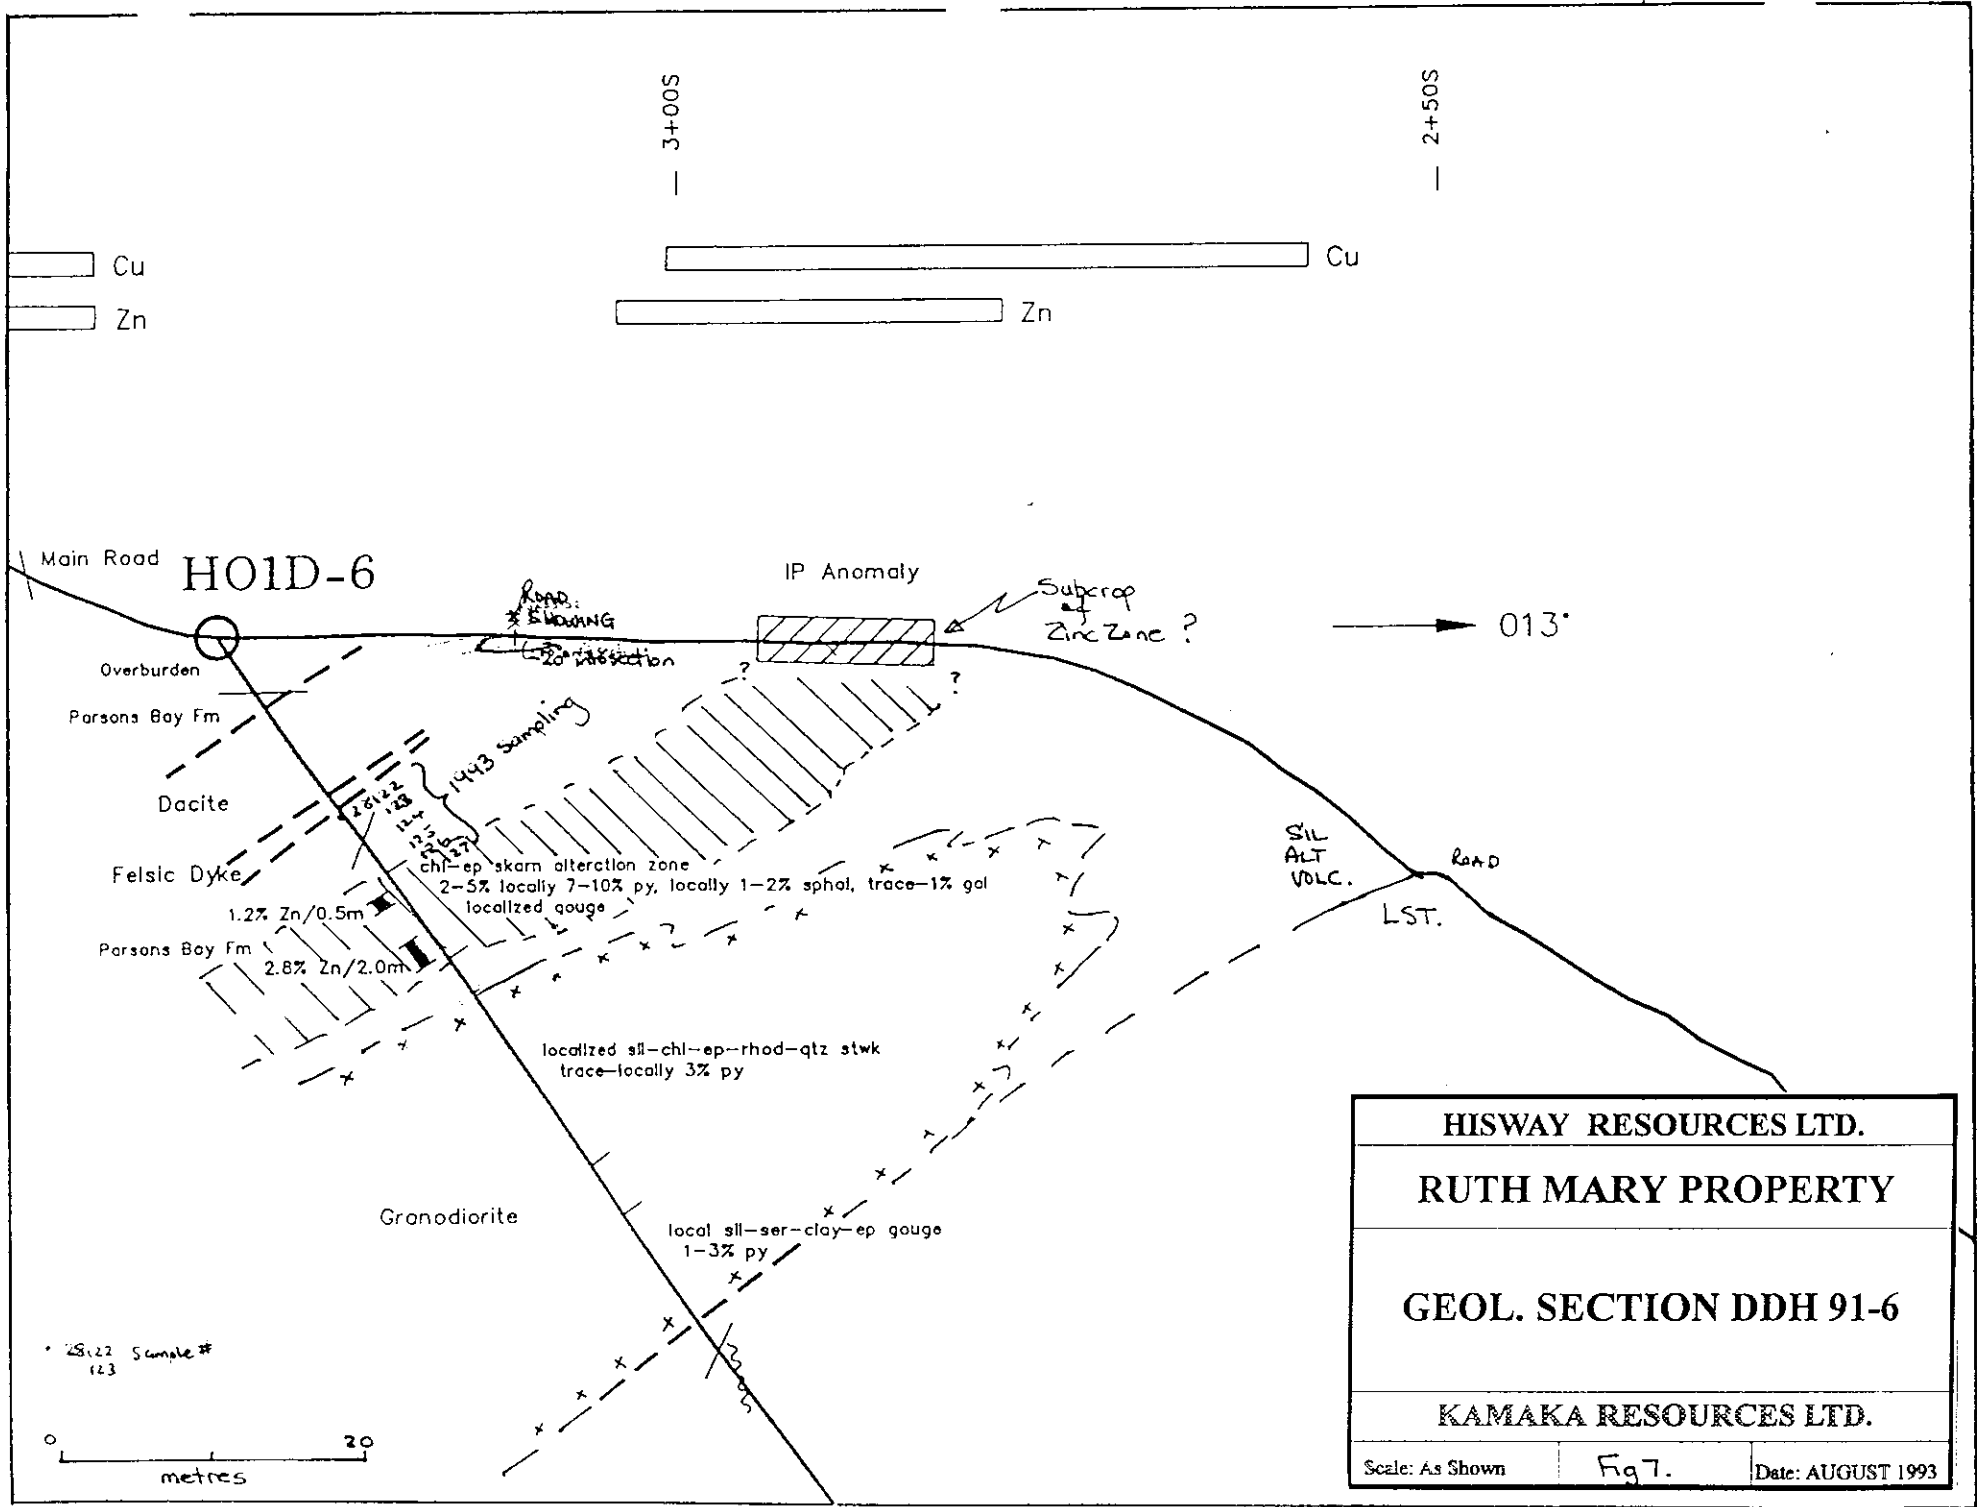 3+00S
2+50S
Cu
Zn
Cu
Zn
Main Road
HO1D-6
ROAD
SHOWING
20 into section
IP Anomaly
Subcrop
of
Zinc Zone ?
013°
Overburden
Parsons Bay Fm
1993 Sampling
?
?
Dacite
28122
123
124
125
126
127
Felsic Dyke
chl-ep skarn alteration zone
2-5% locally 7-10% py, locally 1-2% sphal, trace-1% gal
localized gouge
1.2% Zn/0.5m
Parsons Bay Fm
2.8% Zn/2.0m
?
SIL
ALT
VOLC.
ROAD
LST.
localized sil-chl-ep-rhod-qtz stwk
trace-locally 3% py
?
Granodiorite
local sil-ser-clay-ep gouge
1-3% py
28122 Sample #
123
0 20
metres
HISWAY RESOURCES LTD.
RUTH MARY PROPERTY
GEOL. SECTION DDH 91-6
KAMAKA RESOURCES LTD.
Scale: As Shown
Fig 7.
Date: AUGUST 1993